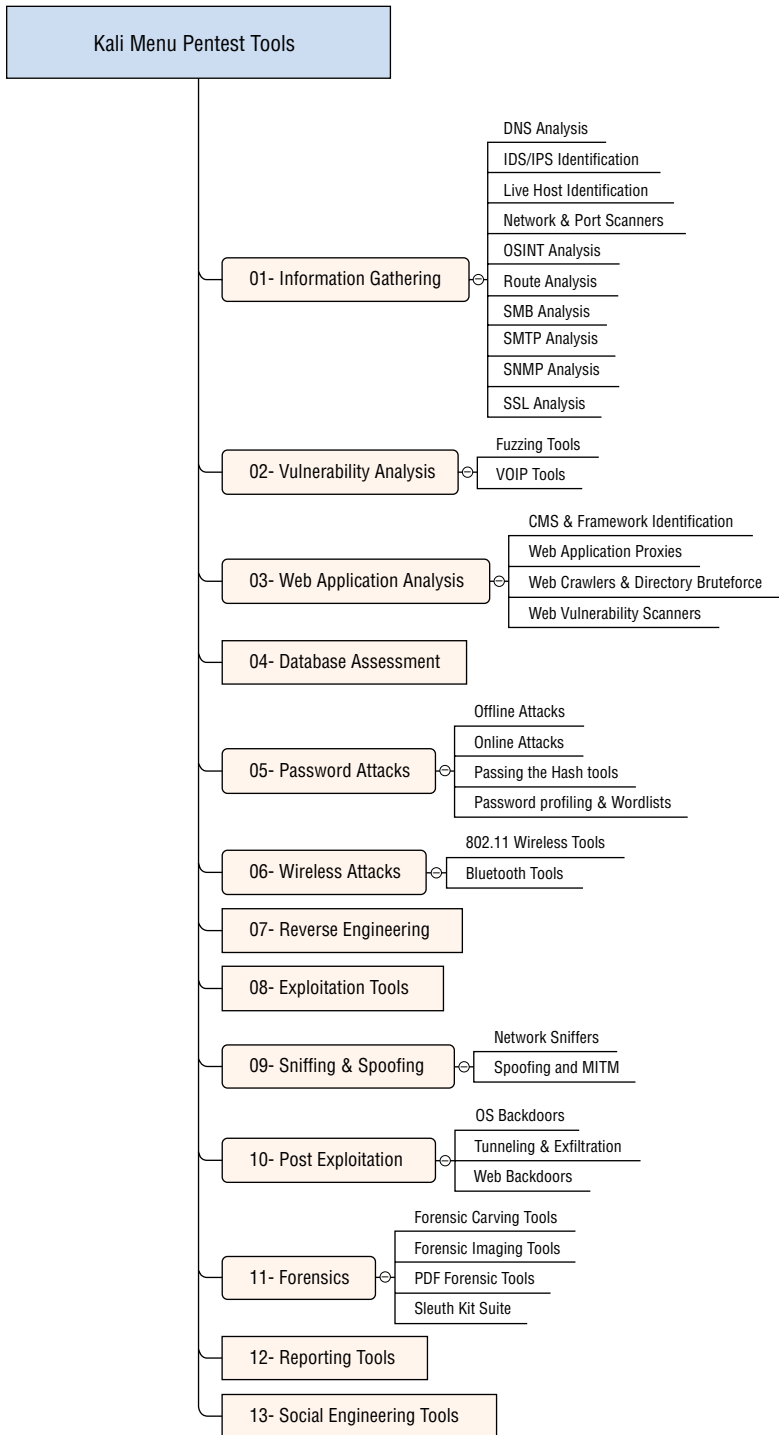 Kali Menu Pentest Tools
01- Information Gathering
DNS Analysis
IDS/IPS Identification
Live Host Identification
Network & Port Scanners
OSINT Analysis
Route Analysis
SMB Analysis
SMTP Analysis
SNMP Analysis
SSL Analysis
02- Vulnerability Analysis
Fuzzing Tools
VOIP Tools
03- Web Application Analysis
CMS & Framework Identification
Web Application Proxies
Web Crawlers & Directory Bruteforce
Web Vulnerability Scanners
04- Database Assessment
05- Password Attacks
Offline Attacks
Online Attacks
Passing the Hash tools
Password profiling & Wordlists
06- Wireless Attacks
802.11 Wireless Tools
Bluetooth Tools
07- Reverse Engineering
08- Exploitation Tools
09- Sniffing & Spoofing
Network Sniffers
Spoofing and MITM
10- Post Exploitation
OS Backdoors
Tunneling & Exfiltration
Web Backdoors
11- Forensics
Forensic Carving Tools
Forensic Imaging Tools
PDF Forensic Tools
Sleuth Kit Suite
12- Reporting Tools
13- Social Engineering Tools